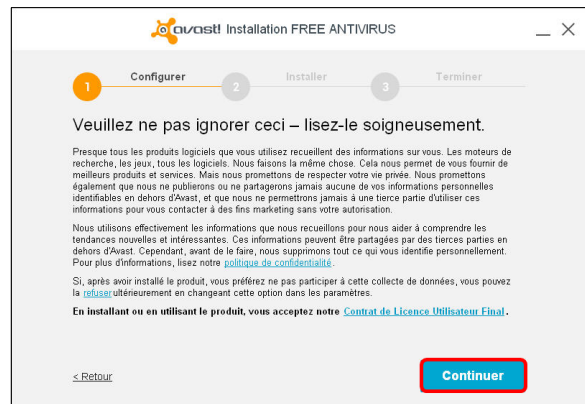 avast! Installation FREE ANTIVIRUS
1 Configurer 2 Installer 3 Terminer
Veuillez ne pas ignorer ceci – lisez-le soigneusement.
Presque tous les produits logiciels que vous utilisez recueillent des informations sur vous. Les moteurs de
recherche, les jeux, tous les logiciels. Nous faisons la même chose. Cela nous permet de vous fournir de
meilleurs produits et services. Mais nous promettons de respecter votre vie privée. Nous promettons
également que nous ne publierons ou ne partagerons jamais aucune de vos informations personnelles
identifiables en dehors d'Avast, et que nous ne permettrons jamais à une tierce partie d'utiliser ces
informations pour vous contacter à des fins marketing sans votre autorisation.
Nous utilisons effectivement les informations que nous recueillons pour nous aider à comprendre les
tendances nouvelles et intéressantes. Ces informations peuvent être partagées par des tierces parties en
dehors d'Avast. Cependant, avant de le faire, nous supprimons tout ce qui vous identifie personnellement.
Pour plus d'informations, lisez notre politique de confidentialité.
Si, après avoir installé le produit, vous préférez ne pas participer à cette collecte de données, vous pouvez
la refuser ultérieurement en changeant cette option dans les paramètres.
En installant ou en utilisant le produit, vous acceptez notre Contrat de Licence Utilisateur Final.
< Retour
Continuer